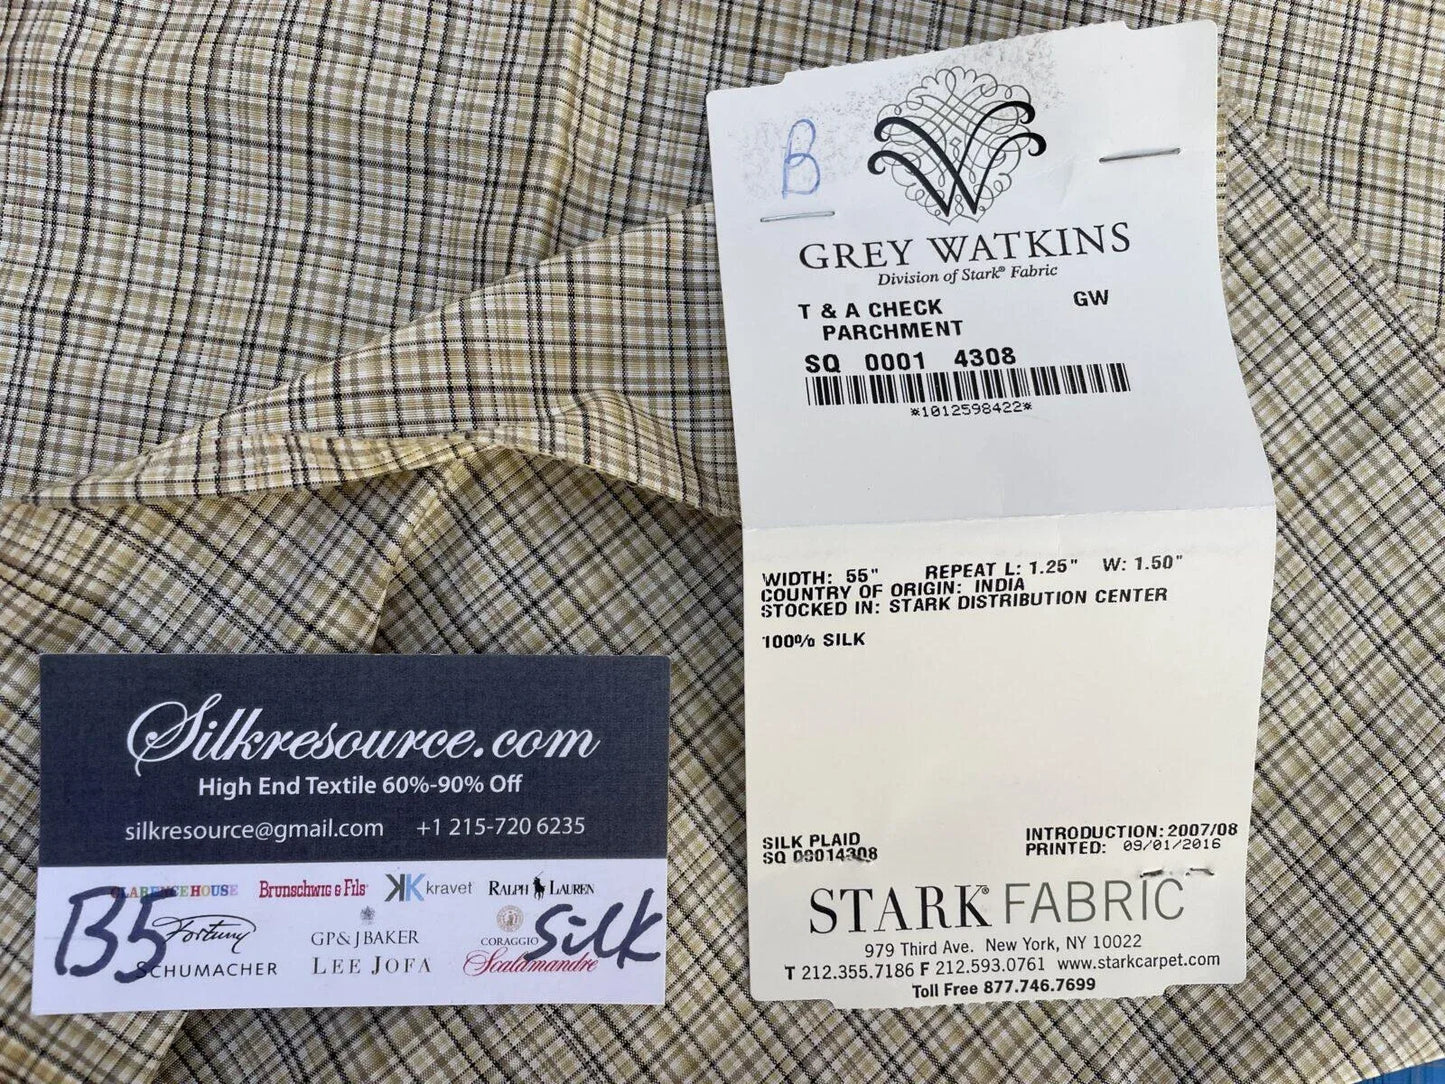 B
GREY WATKINS
Division of Stark® Fabric
T & A CHECK GW
PARCHMENT
SQ 0001 4308
*1012598422*
WIDTH: 55" REPEAT L: 1.25" W: 1.50"
COUNTRY OF ORIGIN: INDIA
STOCKED IN: STARK DISTRIBUTION CENTER
100% SILK
SILK PLAID INTRODUCTION: 2007/08
SQ 00014308 PRINTED: 09/01/2016
STARK® FABRIC
979 Third Ave. New York, NY 10022
T 212.355.7186 F 212.593.0761 www.starkcarpet.com
Toll Free 877.746.7699
Silkresource.com
High End Textile 60%-90% Off
silkresource@gmail.com +1 215-720 6235
CLARENCE HOUSE BRUNSCHWIG & FILS KK kravet RALPH LAUREN
B5 Fortuny GP & J BAKER CORAGGIO Silk
SCHUMACHER LEE JOFA Scalamandre